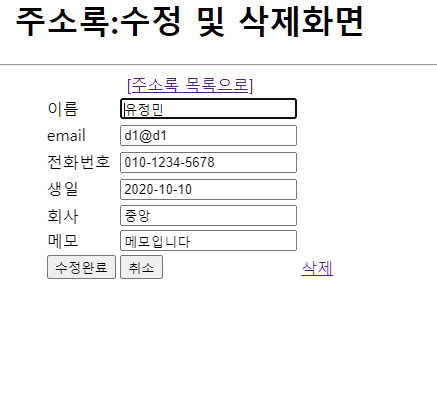 주소록:수정 및 삭제화면
[주소록 목록으로]
이름 유정민
email d1@d1
전화번호 010-1234-5678
생일 2020-10-10
회사 중앙
메모 메모입니다
수정완료 취소 삭제